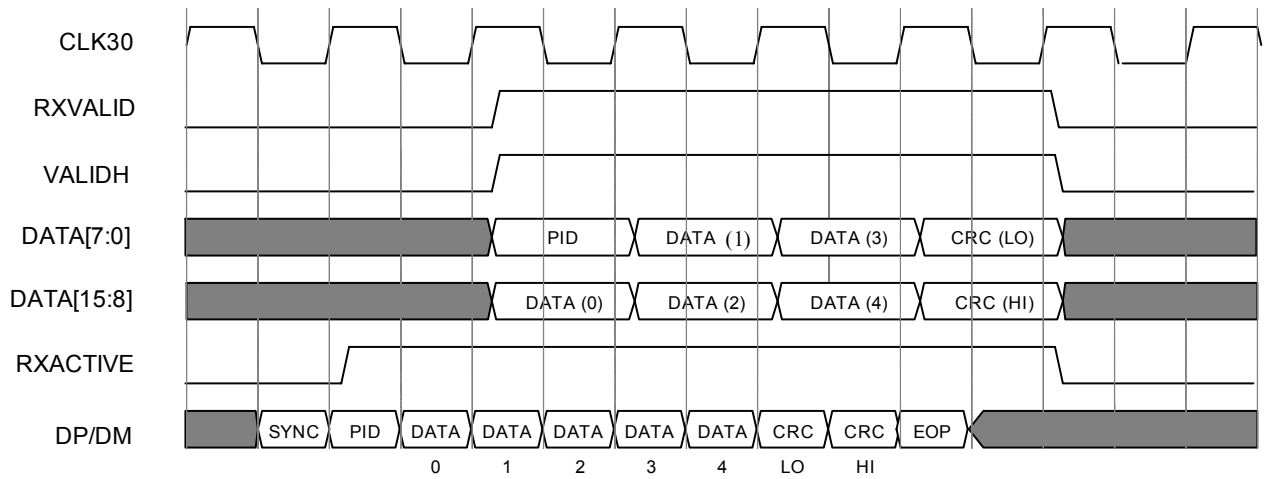 CLK30
RXVALID
VALIDH
DATA[7:0] PID DATA (1) DATA (3) CRC (LO)
DATA[15:8] DATA (0) DATA (2) DATA (4) CRC (HI)
RXACTIVE
DP/DM SYNC PID DATA DATA DATA DATA DATA CRC CRC EOP
0 1 2 3 4 LO HI